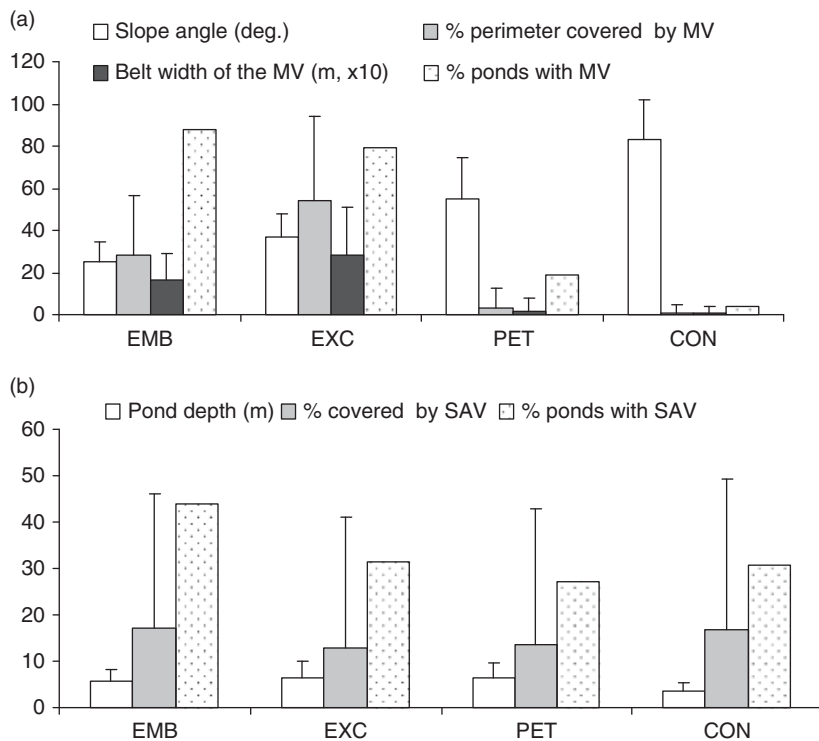 (a)
Slope angle (deg.) % perimeter covered by MV
Belt width of the MV (m, x10) % ponds with MV
120
100
80
60
40
20
0
EMB EXC PET CON
(b)
Pond depth (m) % covered by SAV % ponds with SAV
60
50
40
30
20
10
0
EMB EXC PET CON